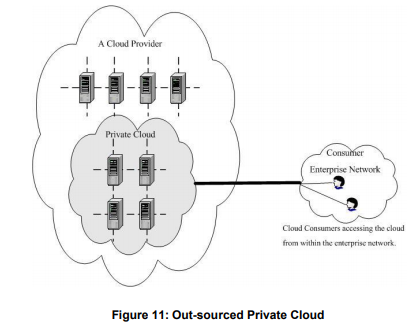 A Cloud Provider
Private Cloud
Consumer
Enterprise Network
Cloud Consumers accessing the cloud
from within the enterprise network.
Figure 11: Out-sourced Private Cloud